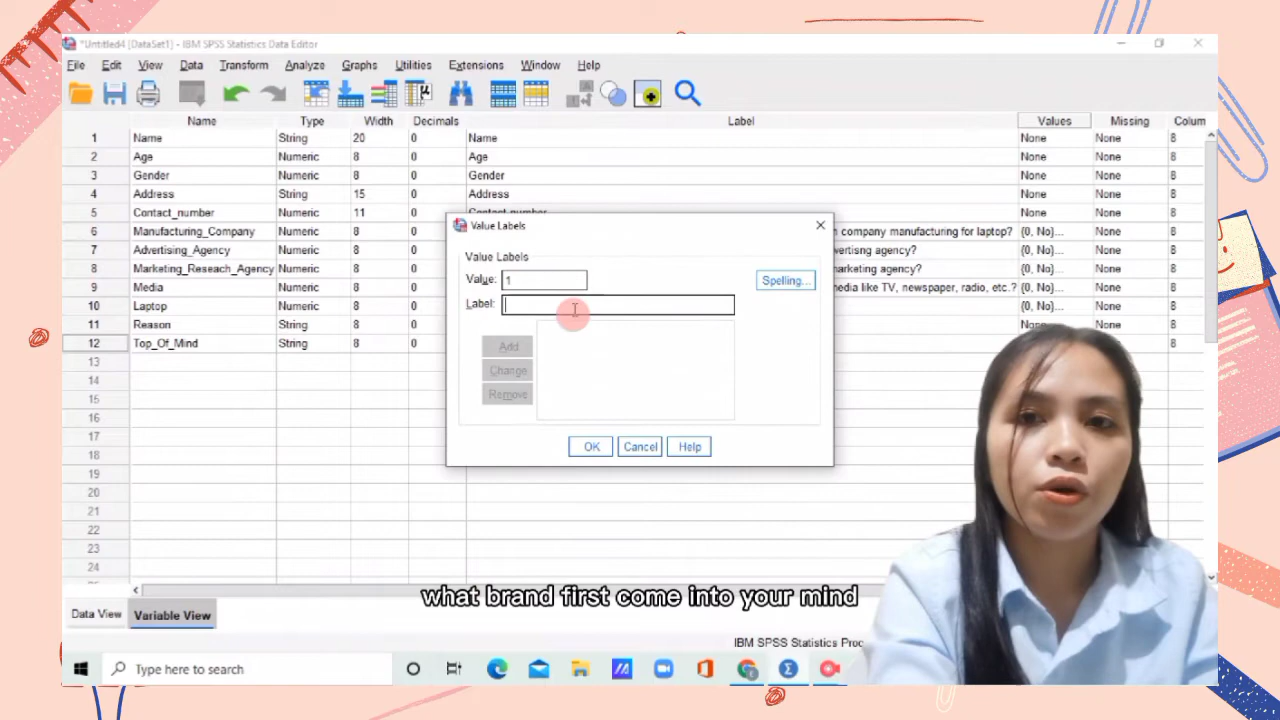 *Untitled4 [DataSet1] - IBM SPSS Statistics Data Editor
File Edit View Data Transform Analyze Graphs Utilities Extensions Window Help
Name Type Width Decimals Label Values Missing Colum
1 Name String 20 0 Name None None 8
2 Age Numeric 8 0 Age None None 8
3 Gender Numeric 8 0 Gender None None 8
4 Address String 15 0 Address None None 8
5 Contact_number Numeric 11 0 Contact_number None None 8
6 Manufacturing_Company Numeric 8 0 company manufacturing for laptop? {0, No}... None 8
7 Advertising_Agency Numeric 8 0 vertisng agency? {0, No}... None 8
8 Marketing_Reseach_Agency Numeric 8 0 arketing agency? {0, No}... None 8
9 Media Numeric 8 0 edia like TV, newspaper, radio, etc.? {0, No}... None 8
10 Laptop Numeric 8 0 {0, No}... None 8
11 Reason String 8 0 None None 8
12 Top_Of_Mind String 8 0 8
13
14
15
16
17
18
19
20
21
22
23
24
Value Labels
Value Labels
Value: 1
Spelling...
Label:
Add
Change
Remove
OK Cancel Help
what brand first come into your mind
Data View Variable View
IBM SPSS Statistics Proc
Type here to search